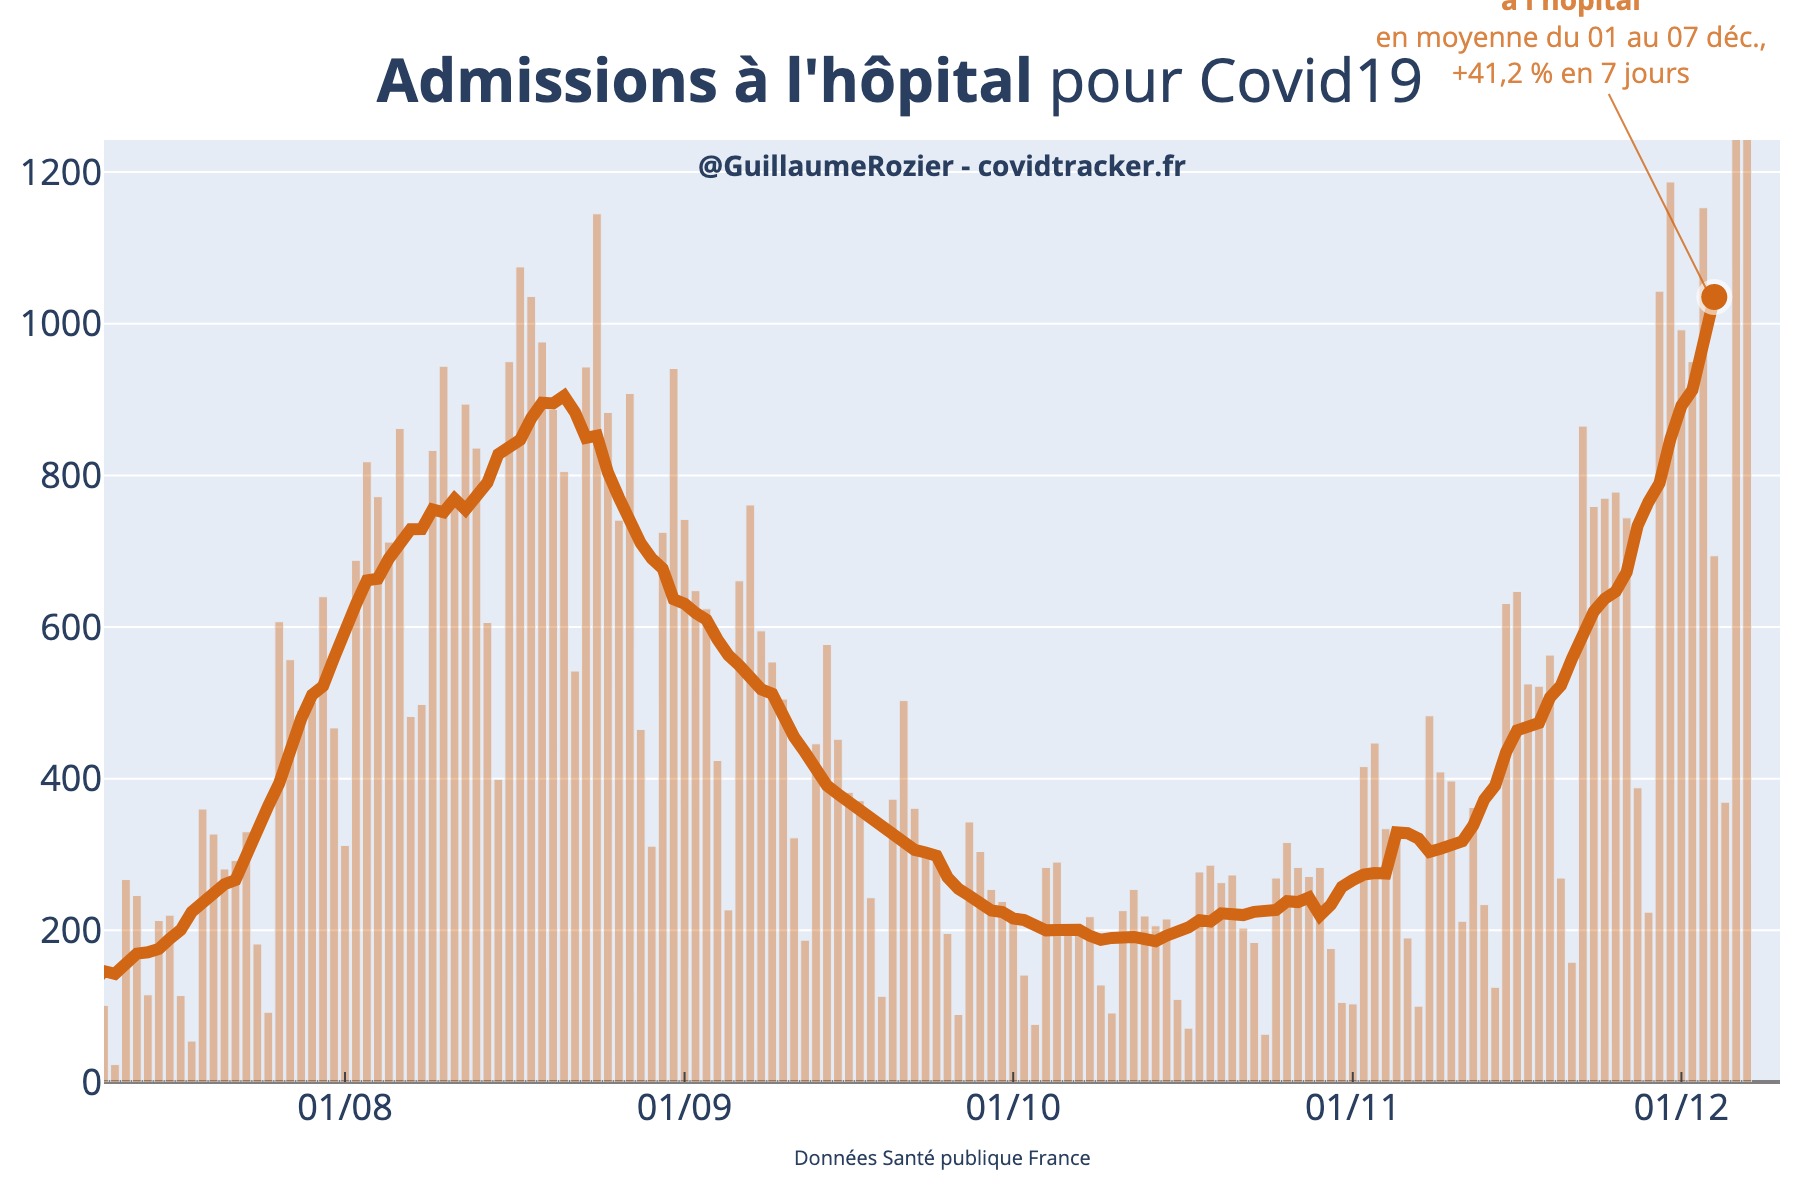 à l'hôpital
en moyenne du 01 au 07 déc.,
+41,2 % en 7 jours
Admissions à l'hôpital pour Covid19
@GuillaumeRozier - covidtracker.fr
1200
1000
800
600
400
200
0
01/08 01/09 01/10 01/11 01/12
Données Santé publique France